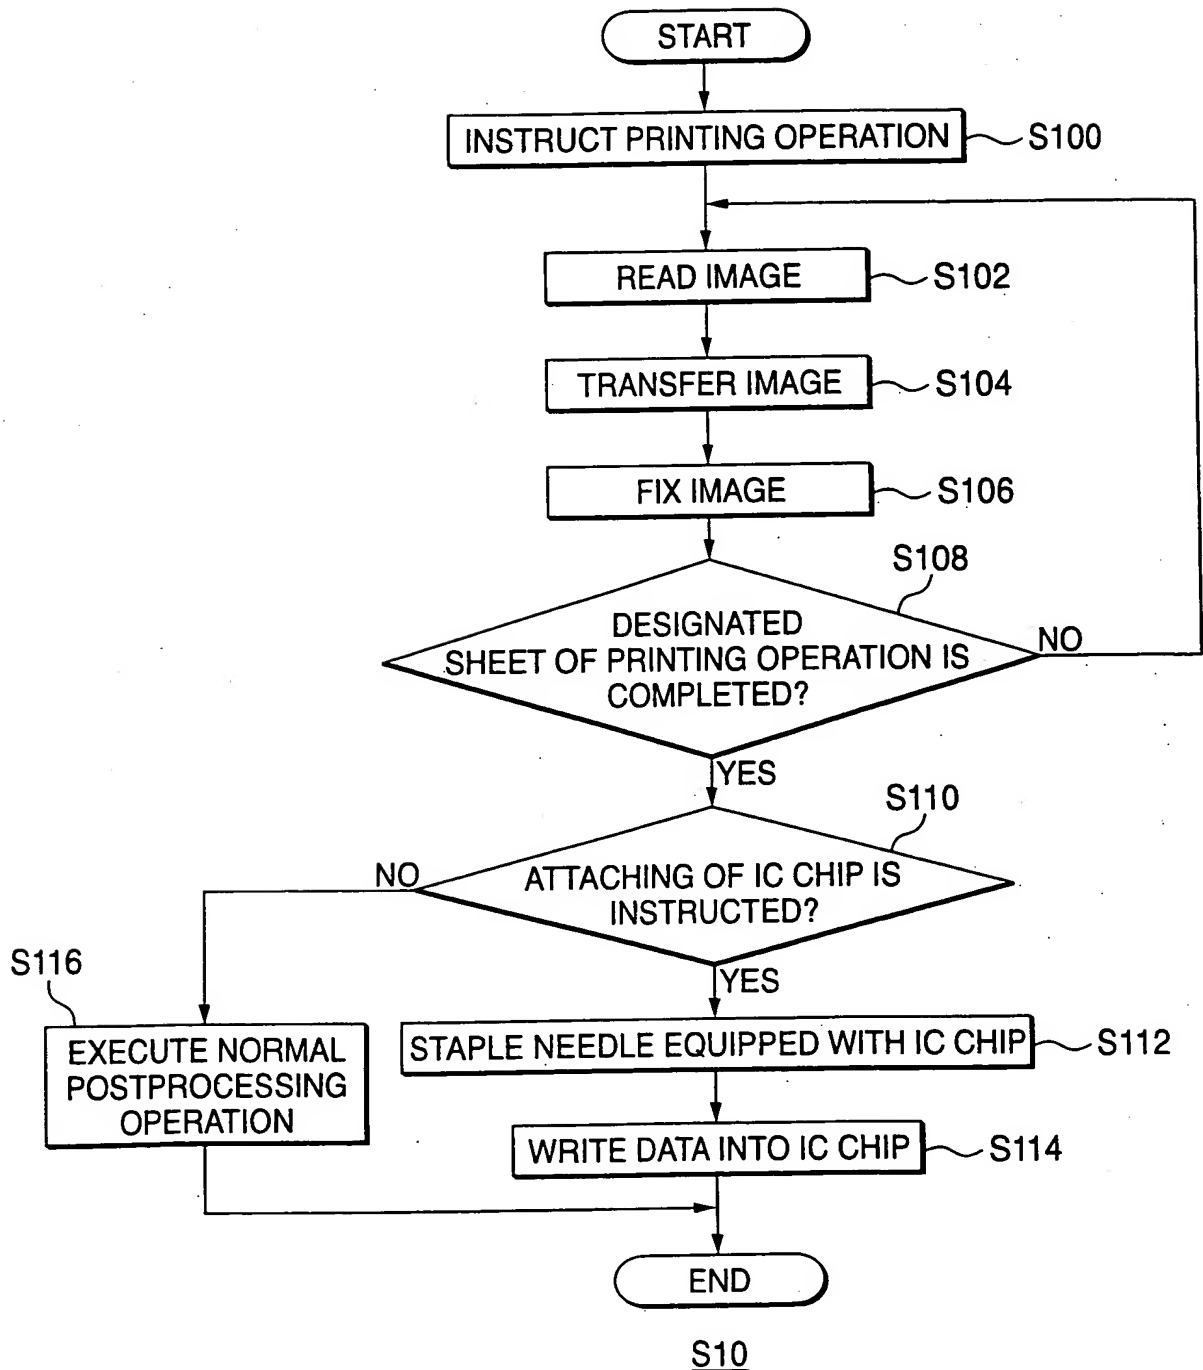 START
INSTRUCT PRINTING OPERATION
S100
READ IMAGE
S102
TRANSFER IMAGE
S104
FIX IMAGE
S106
S108
DESIGNATED
SHEET OF PRINTING OPERATION IS
COMPLETED?
NO
YES
S110
NO
ATTACHING OF IC CHIP IS
INSTRUCTED?
YES
S116
EXECUTE NORMAL
POSTPROCESSING
OPERATION
STAPLE NEEDLE EQUIPPED WITH IC CHIP
S112
WRITE DATA INTO IC CHIP
S114
END
S10